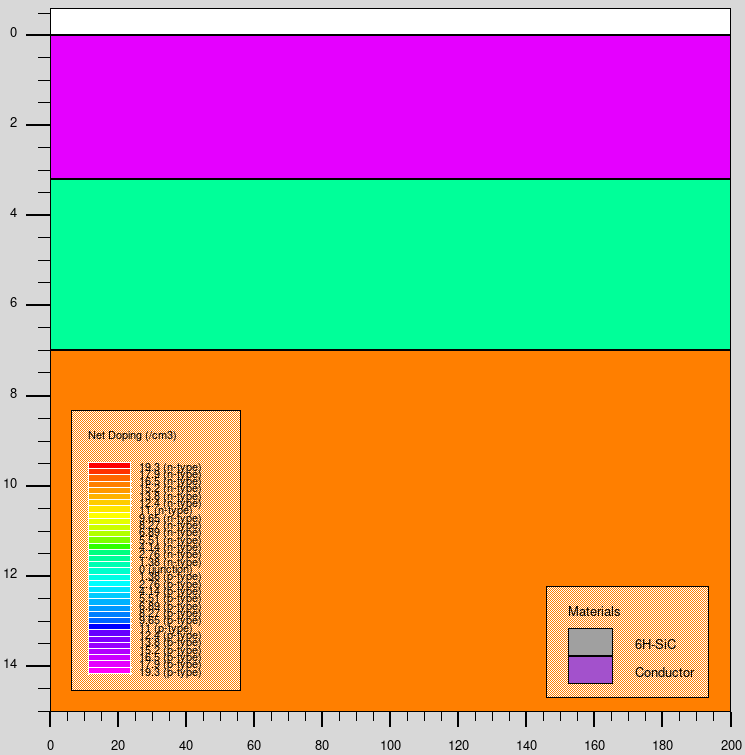 0
2
4
6
8
10
12
14
Net Doping (/cm3)
19.3 (n-type)
17.9 (n-type)
16.5 (n-type)
15.2 (n-type)
13.8 (n-type)
12.4 (n-type)
11 (n-type)
9.65 (n-type)
8.27 (n-type)
6.89 (n-type)
5.51 (n-type)
4.14 (n-type)
2.76 (n-type)
1.38 (n-type)
0 (junction)
1.38 (p-type)
2.76 (p-type)
4.14 (p-type)
5.51 (p-type)
6.89 (p-type)
8.27 (p-type)
9.65 (p-type)
11 (p-type)
12.4 (p-type)
13.8 (p-type)
15.2 (p-type)
16.5 (p-type)
17.9 (p-type)
19.3 (p-type)
Materials
6H-SiC
Conductor
0 20 40 60 80 100 120 140 160 180 200